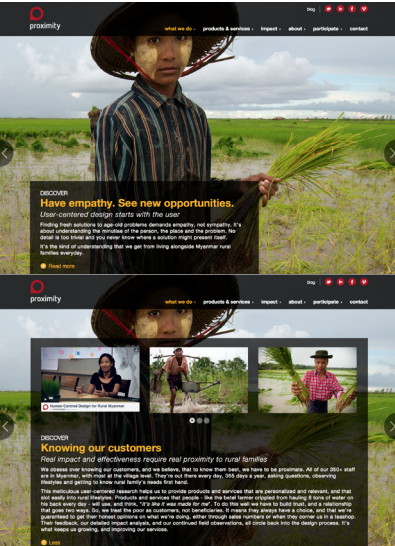 blog
proximity
what we do
products & services
impact
about
participate
contact
DISCOVER
Have empathy. See new opportunities.
User-centered design starts with the user
Finding fresh solutions to age-old problems demands empathy, not sympathy. It's
about understanding the minutiae of the person, the place and the problem. No
detail is too trivial and you never know where a solution might present itself.
It's the kind of understanding that we get from living alongside Myanmar rural
families everyday.
Read more
blog
proximity
what we do
products & services
impact
about
participate
contact
Human-Centred Design for Rural Myanmar
DISCOVER
Knowing our customers
Real impact and effectiveness require real proximity to rural families
We obsess over knowing our customers, and we believe, that to know them best, we have to be proximate. All of our 350+ staff
are in Myanmar, with most at the village level. They're out there every day, 365 days a year, asking questions, observing
lifestyles and getting to know rural family's needs first hand.
This meticulous user-centered research helps us to provide products and services that are personalized and relevant, and that
slot easily into rural lifestyles. Products and services that people - like the betel farmer crippled from hauling 8 tons of water on
his back every day - will use, and think, "it's like it was made for me". To do this well we have to build trust, and a relationship
that goes two ways. So, we treat the poor as customers, not beneficiaries. It means they always have a choice, and that we're
guaranteed to get their honest opinions on what we're doing, either through sales numbers or when they corner us in a teashop.
Their feedback, our detailed impact analysis, and our continued field observations, all circle back into the design process. It's
what keeps us growing, and improving our services.
Less